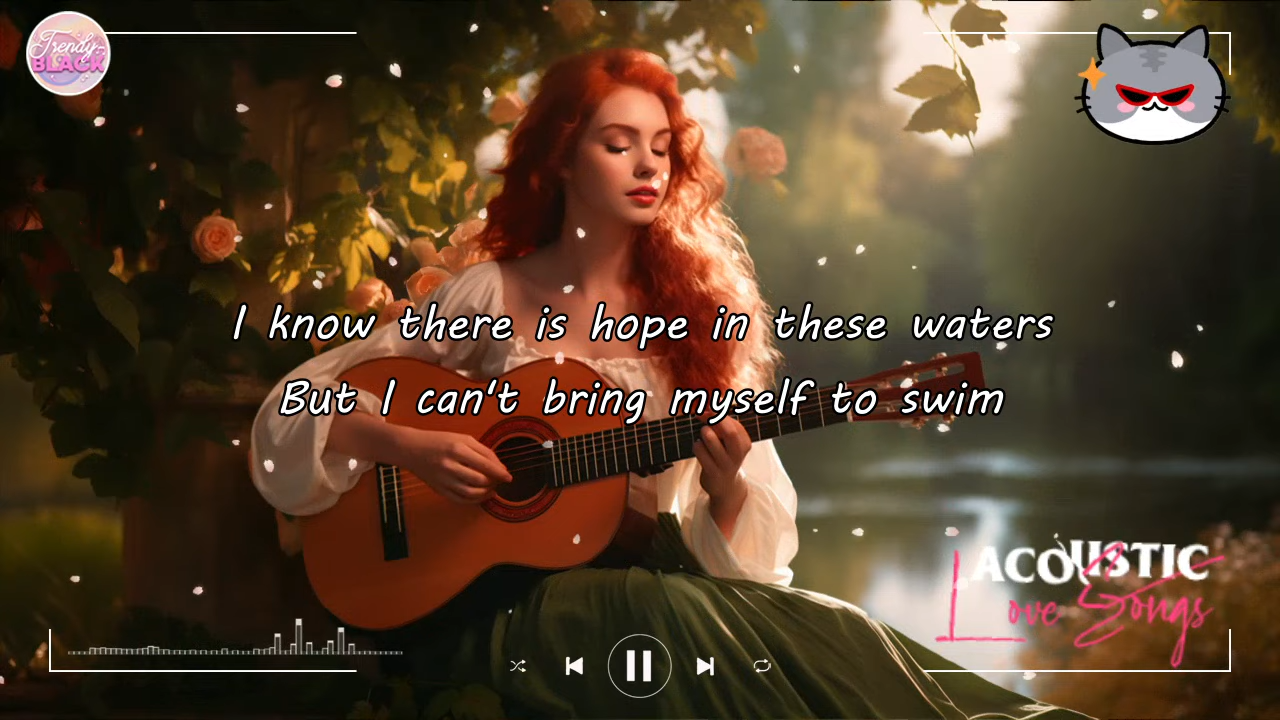 Trendy
BLACK
I know there is hope in these waters
But I can't bring myself to swim
ACOUSTIC
Love Songs